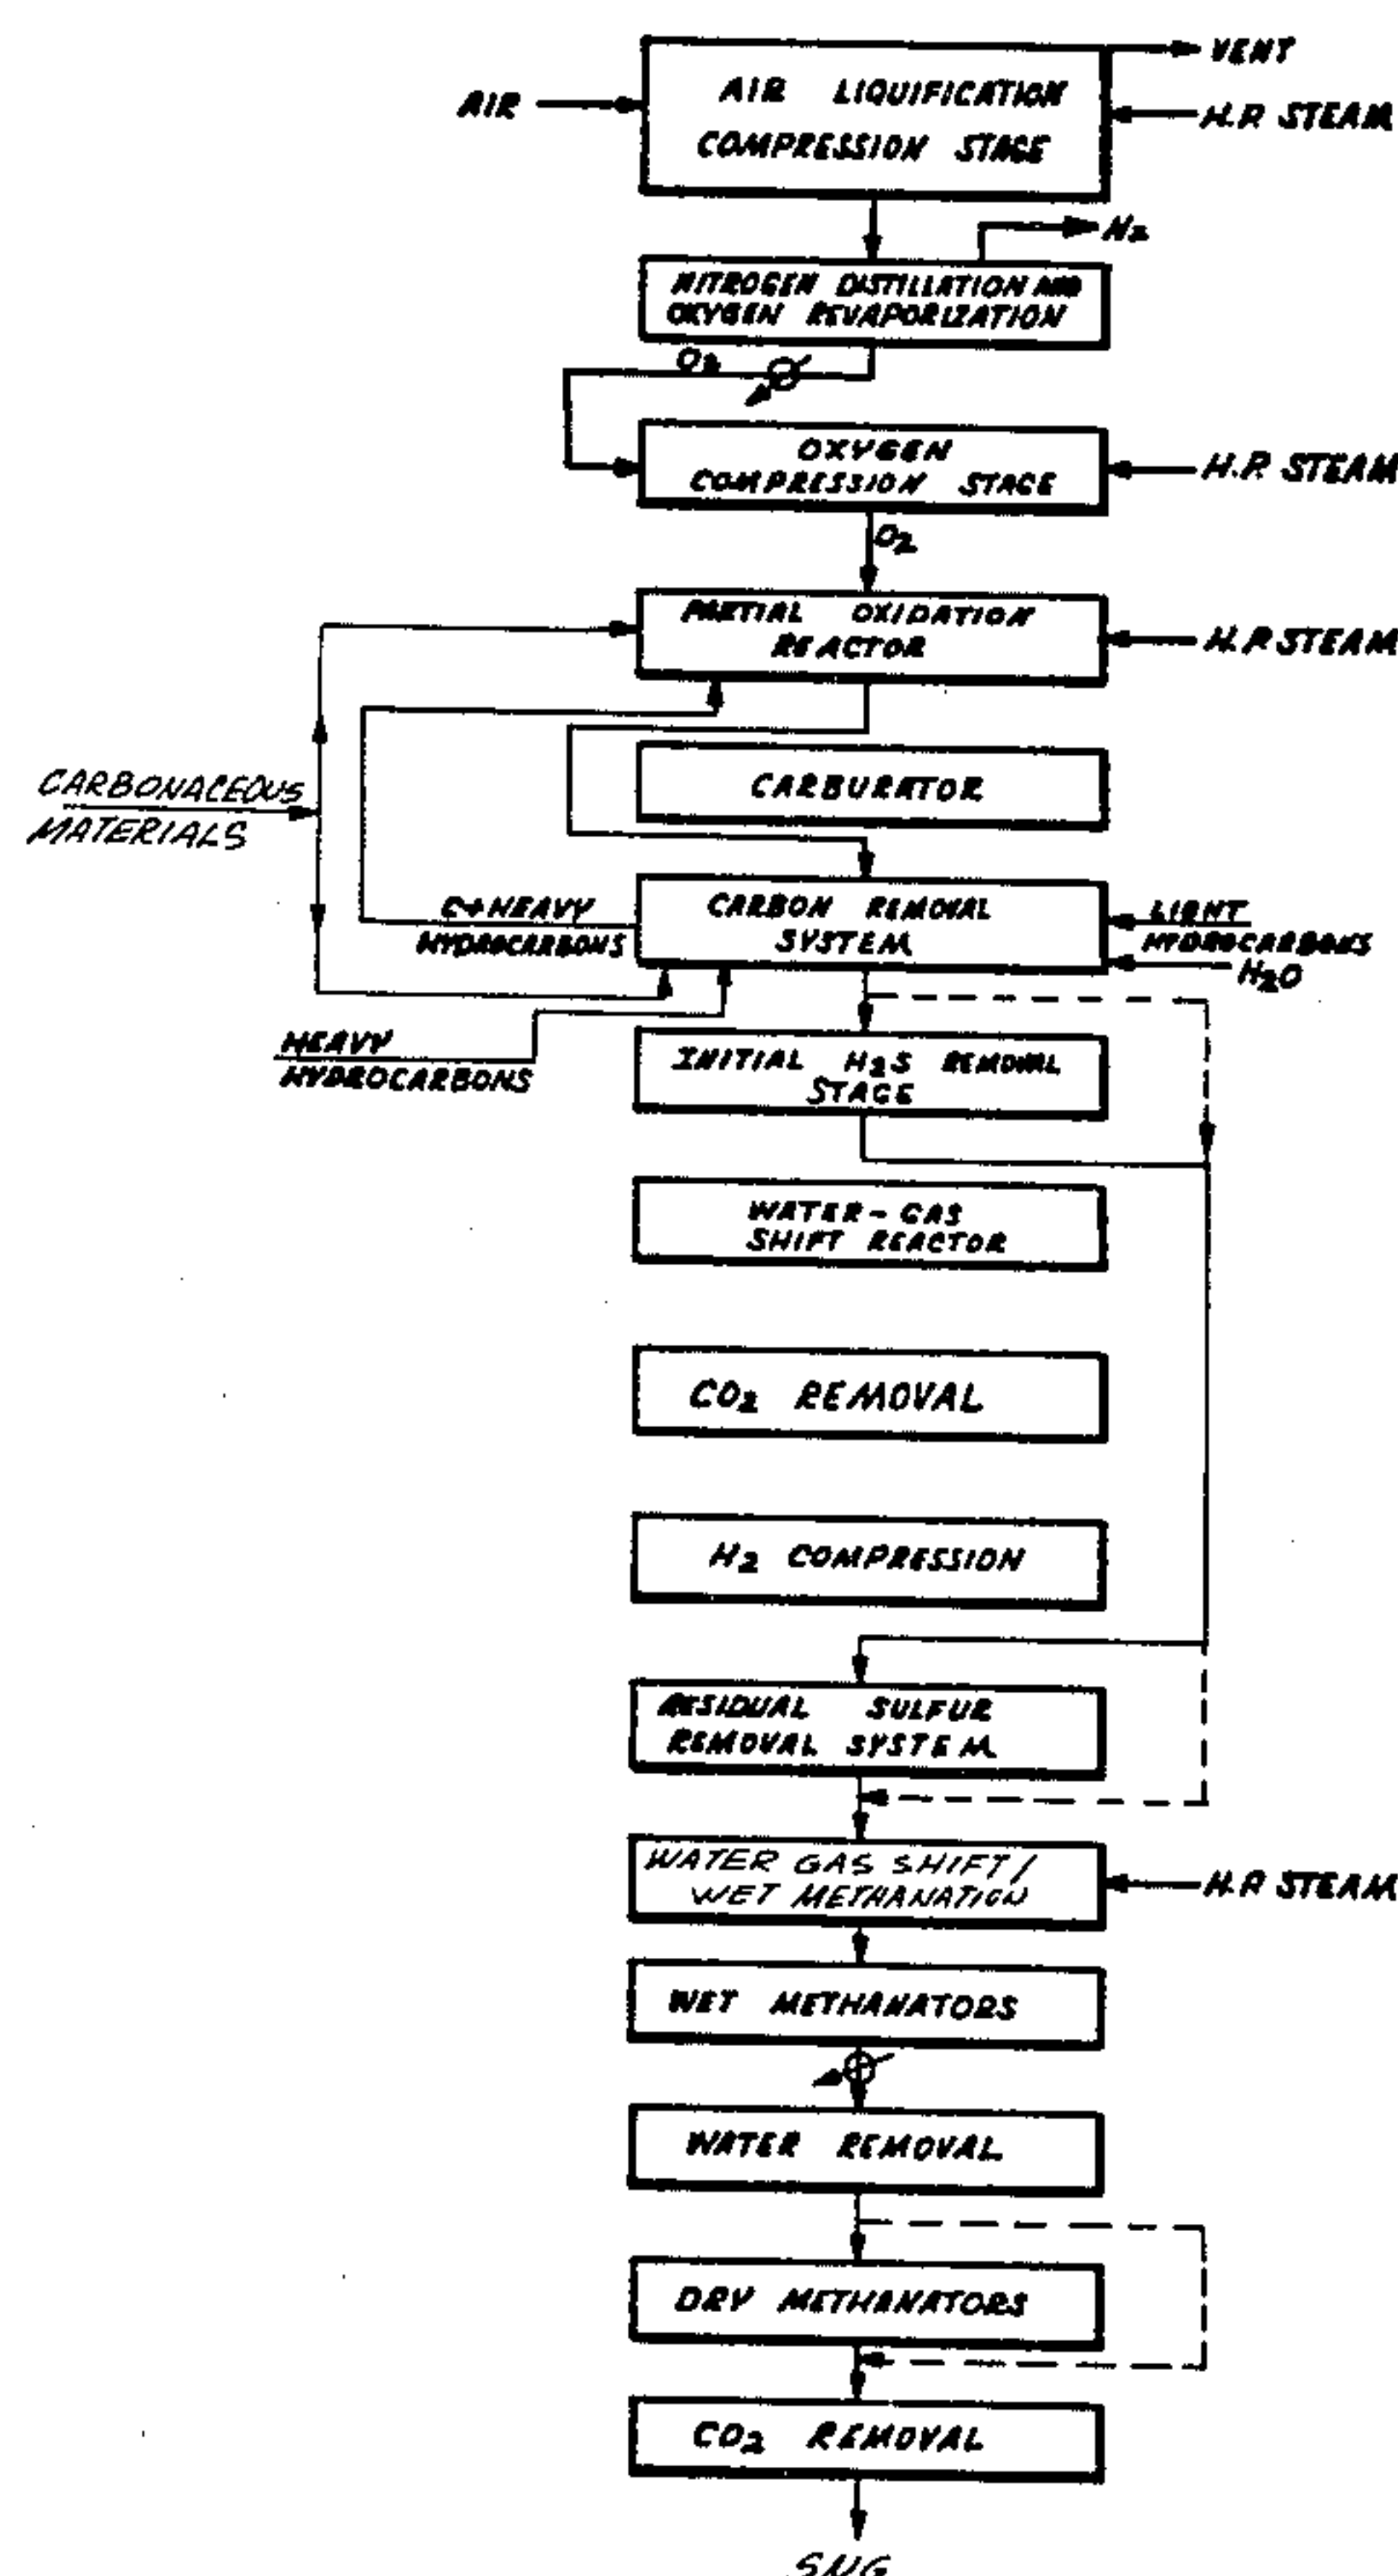 VENT
AIR
AIR LIQUIFICATION
COMPRESSION STAGE
H.P. STEAM
N2
NITROGEN DISTILLATION AND
OXYGEN REVAPORIZATION
O2
OXYGEN
COMPRESSION STAGE
H.P. STEAM
O2
PARTIAL OXIDATION
REACTOR
H.P. STEAM
CARBURATOR
CARBONACEOUS
MATERIALS
C+HEAVY
HYDROCARBONS
CARBON REMOVAL
SYSTEM
LIGHT
HYDROCARBONS
H2O
HEAVY
HYDROCARBONS
INITIAL H2S REMOVAL
STAGE
WATER-GAS
SHIFT REACTOR
CO2 REMOVAL
H2 COMPRESSION
RESIDUAL SULFUR
REMOVAL SYSTEM
WATER GAS SHIFT/
WET METHANATION
H.P. STEAM
WET METHANATORS
WATER REMOVAL
DRY METHANATORS
CO2 REMOVAL
SNG